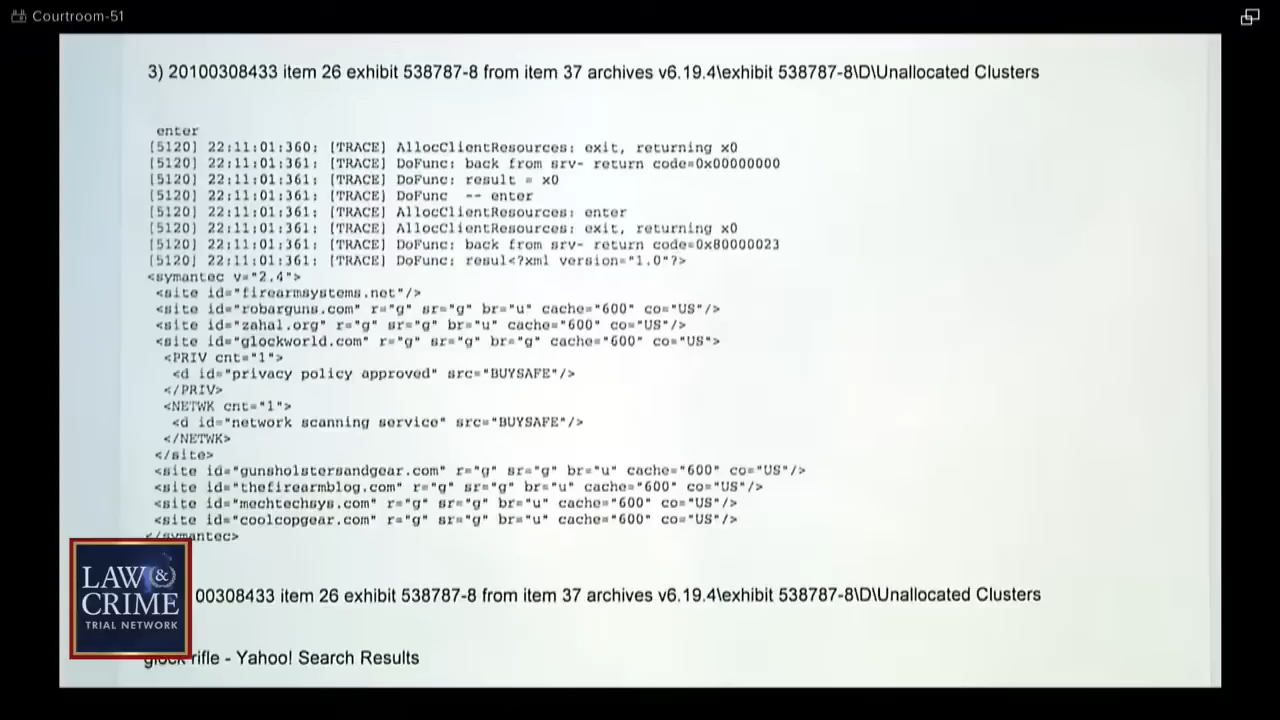 Courtroom-51
3) 20100308433 item 26 exhibit 538787-8 from item 37 archives v6.19.4\exhibit 538787-8\D\Unallocated Clusters
enter
[5120] 22:11:01:360: [TRACE] AllocClientResources: exit, returning x0
[5120] 22:11:01:361: [TRACE] DoFunc: back from srv- return code=0x00000000
[5120] 22:11:01:361: [TRACE] DoFunc: result = x0
[5120] 22:11:01:361: [TRACE] DoFunc -- enter
[5120] 22:11:01:361: [TRACE] AllocClientResources: enter
[5120] 22:11:01:361: [TRACE] AllocClientResources: exit, returning x0
[5120] 22:11:01:361: [TRACE] DoFunc: back from srv- return code=0x80000023
[5120] 22:11:01:361: [TRACE] DoFunc: resul<?xml version="1.0"?>
<symantec v="2.4">
<site id="firearmsystems.net"/>
<site id="robarguns.com" r="g" sr="g" br="u" cache="600" co="US"/>
<site id="zahal.org" r="g" sr="g" br="u" cache="600" co="US"/>
<site id="glockworld.com" r="g" sr="g" br="g" cache="600" co="US">
<PRIV cnt="1">
<d id="privacy policy approved" src="BUYSAFE"/>
</PRIV>
<NETWK cnt="1">
<d id="network scanning service" src="BUYSAFE"/>
</NETWK>
</site>
<site id="gunsholstersandgear.com" r="g" sr="g" br="u" cache="600" co="US"/>
<site id="thefirearmblog.com" r="g" sr="g" br="u" cache="600" co="US"/>
<site id="mechtechsys.com" r="g" sr="g" br="u" cache="600" co="US"/>
<site id="coolcopgear.com" r="g" sr="g" br="u" cache="600" co="US"/>
</symantec>
00308433 item 26 exhibit 538787-8 from item 37 archives v6.19.4\exhibit 538787-8\D\Unallocated Clusters
glock rifle - Yahoo! Search Results
LAW &
CRIME
TRIAL NETWORK